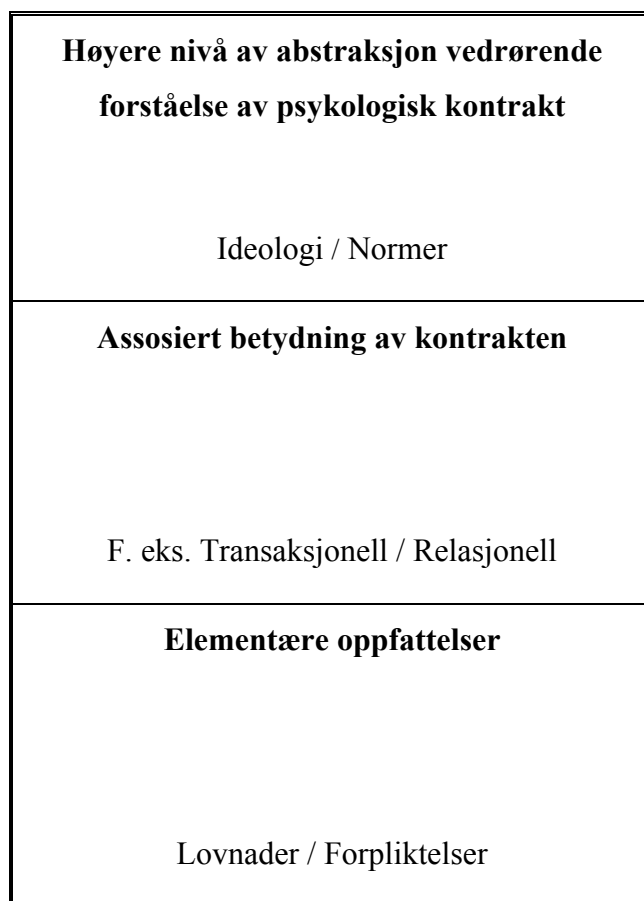 Høyere nivå av abstraksjon vedrørende
forståelse av psykologisk kontrakt
Ideologi / Normer
Assosiert betydning av kontrakten
F. eks. Transaksjonell / Relasjonell
Elementære oppfattelser
Lovnader / Forpliktelser